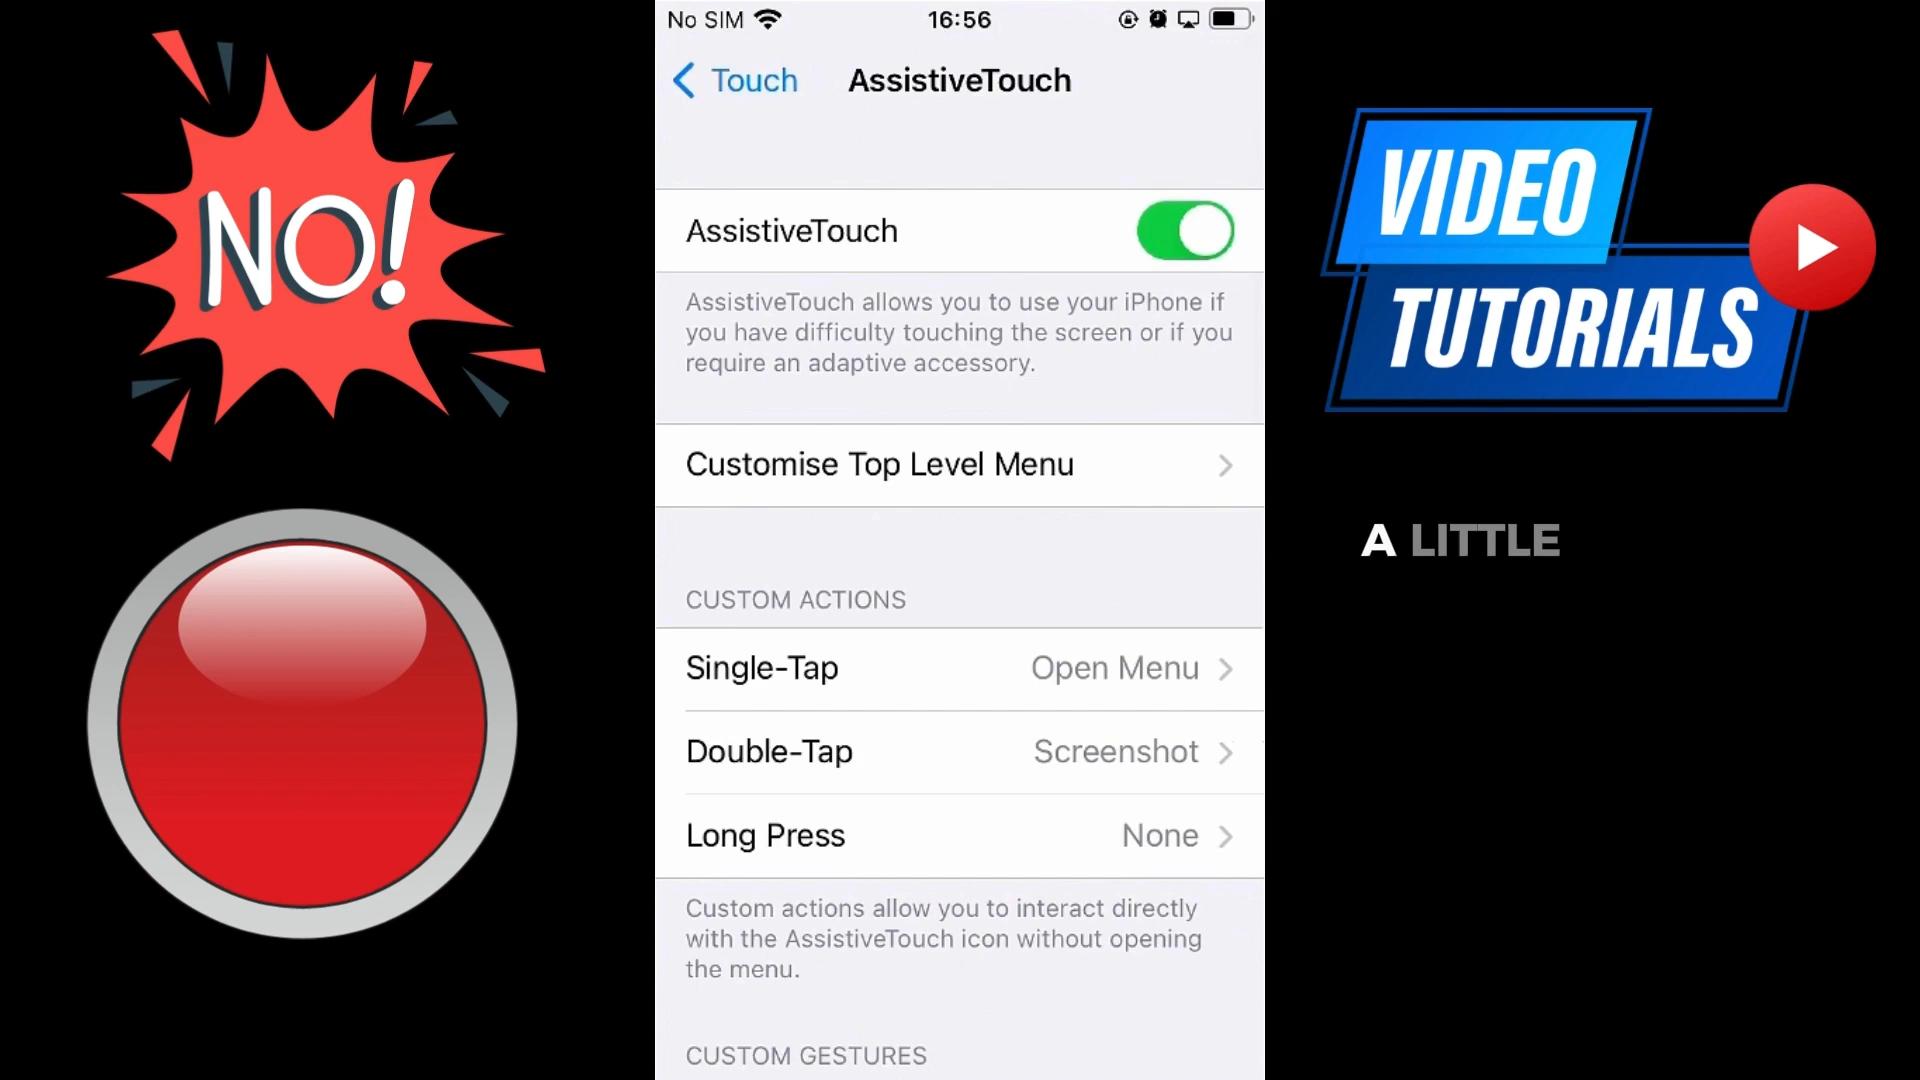 NO!
No SIM
16:56
Touch
AssistiveTouch
AssistiveTouch
AssistiveTouch allows you to use your iPhone if
you have difficulty touching the screen or if you
require an adaptive accessory.
Customise Top Level Menu
CUSTOM ACTIONS
Single-Tap Open Menu
Double-Tap Screenshot
Long Press None
Custom actions allow you to interact directly
with the AssistiveTouch icon without opening
the menu.
CUSTOM GESTURES
VIDEO
TUTORIALS
A LITTLE